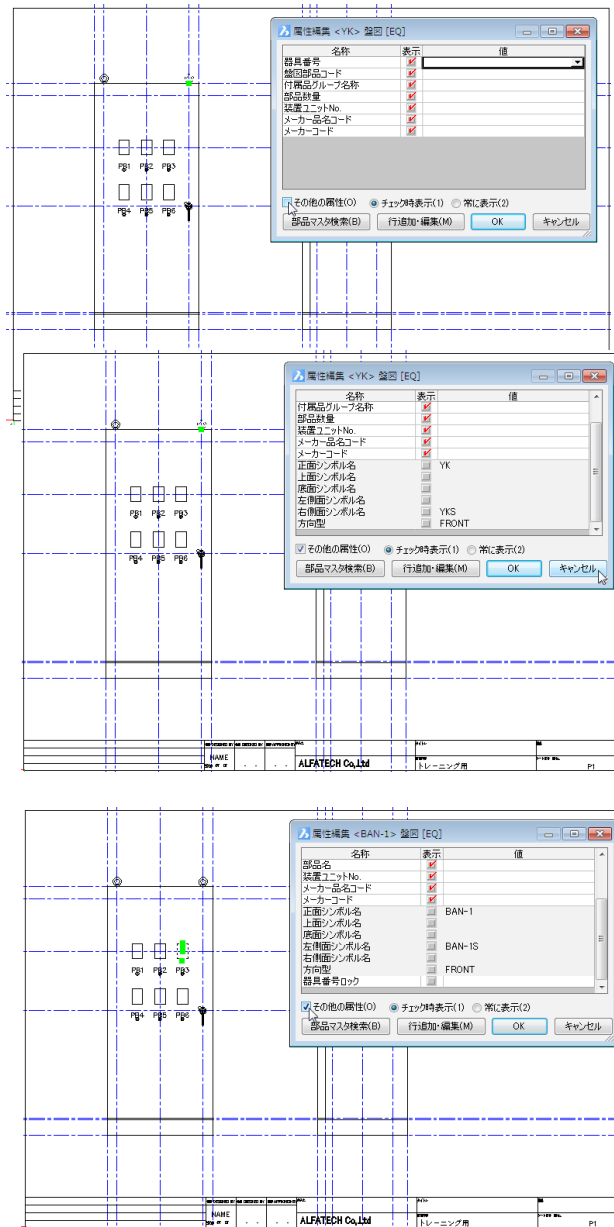 属性編集 <YK> 盤図 [EQ]
名称 表示 値
器具番号
盤図部品コード
付属品グループ名称
部品数量
装置ユニットNo.
メーカー品名コード
メーカーコード
その他の属性(O) チェック時表示(1) 常に表示(2)
部品マスタ検索(B) 行追加・編集(M) OK キャンセル
PB1 PB2 PB3
PB4 PB5 PB6
属性編集 <YK> 盤図 [EQ]
名称 表示 値
付属品グループ名称
部品数量
装置ユニットNo.
メーカー品名コード
メーカーコード
正面シンボル名 YK
上面シンボル名
底面シンボル名
左側面シンボル名
右側面シンボル名 YKS
方向型 FRONT
その他の属性(O) チェック時表示(1) 常に表示(2)
部品マスタ検索(B) 行追加・編集(M) OK キャンセル
PB1 PB2 PB3
PB4 PB5 PB6
NAME
ALFATECH Co,Ltd
トレーニング用
P1
属性編集 <BAN-1> 盤図 [EQ]
名称 表示 値
部品名
装置ユニットNo.
メーカー品名コード
メーカーコード
正面シンボル名 BAN-1
上面シンボル名
底面シンボル名
左側面シンボル名 BAN-1S
右側面シンボル名
方向型 FRONT
器具番号ロック
その他の属性(O) チェック時表示(1) 常に表示(2)
部品マスタ検索(B) 行追加・編集(M) OK キャンセル
PB1 PB2 PB3
PB4 PB5 PB6
NAME
ALFATECH Co,Ltd
トレーニング用
P1